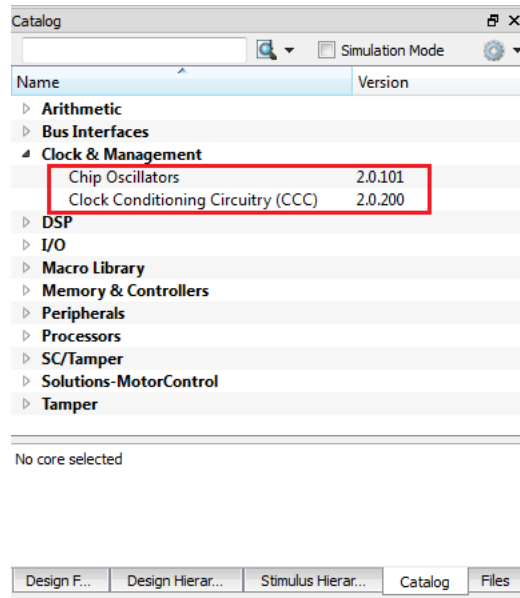 Catalog
Simulation Mode
Name Version
Arithmetic
Bus Interfaces
Clock & Management
Chip Oscillators 2.0.101
Clock Conditioning Circuitry (CCC) 2.0.200
DSP
I/O
Macro Library
Memory & Controllers
Peripherals
Processors
SC/Tamper
Solutions-MotorControl
Tamper
No core selected
Design F... Design Hierar... Stimulus Hierar... Catalog Files